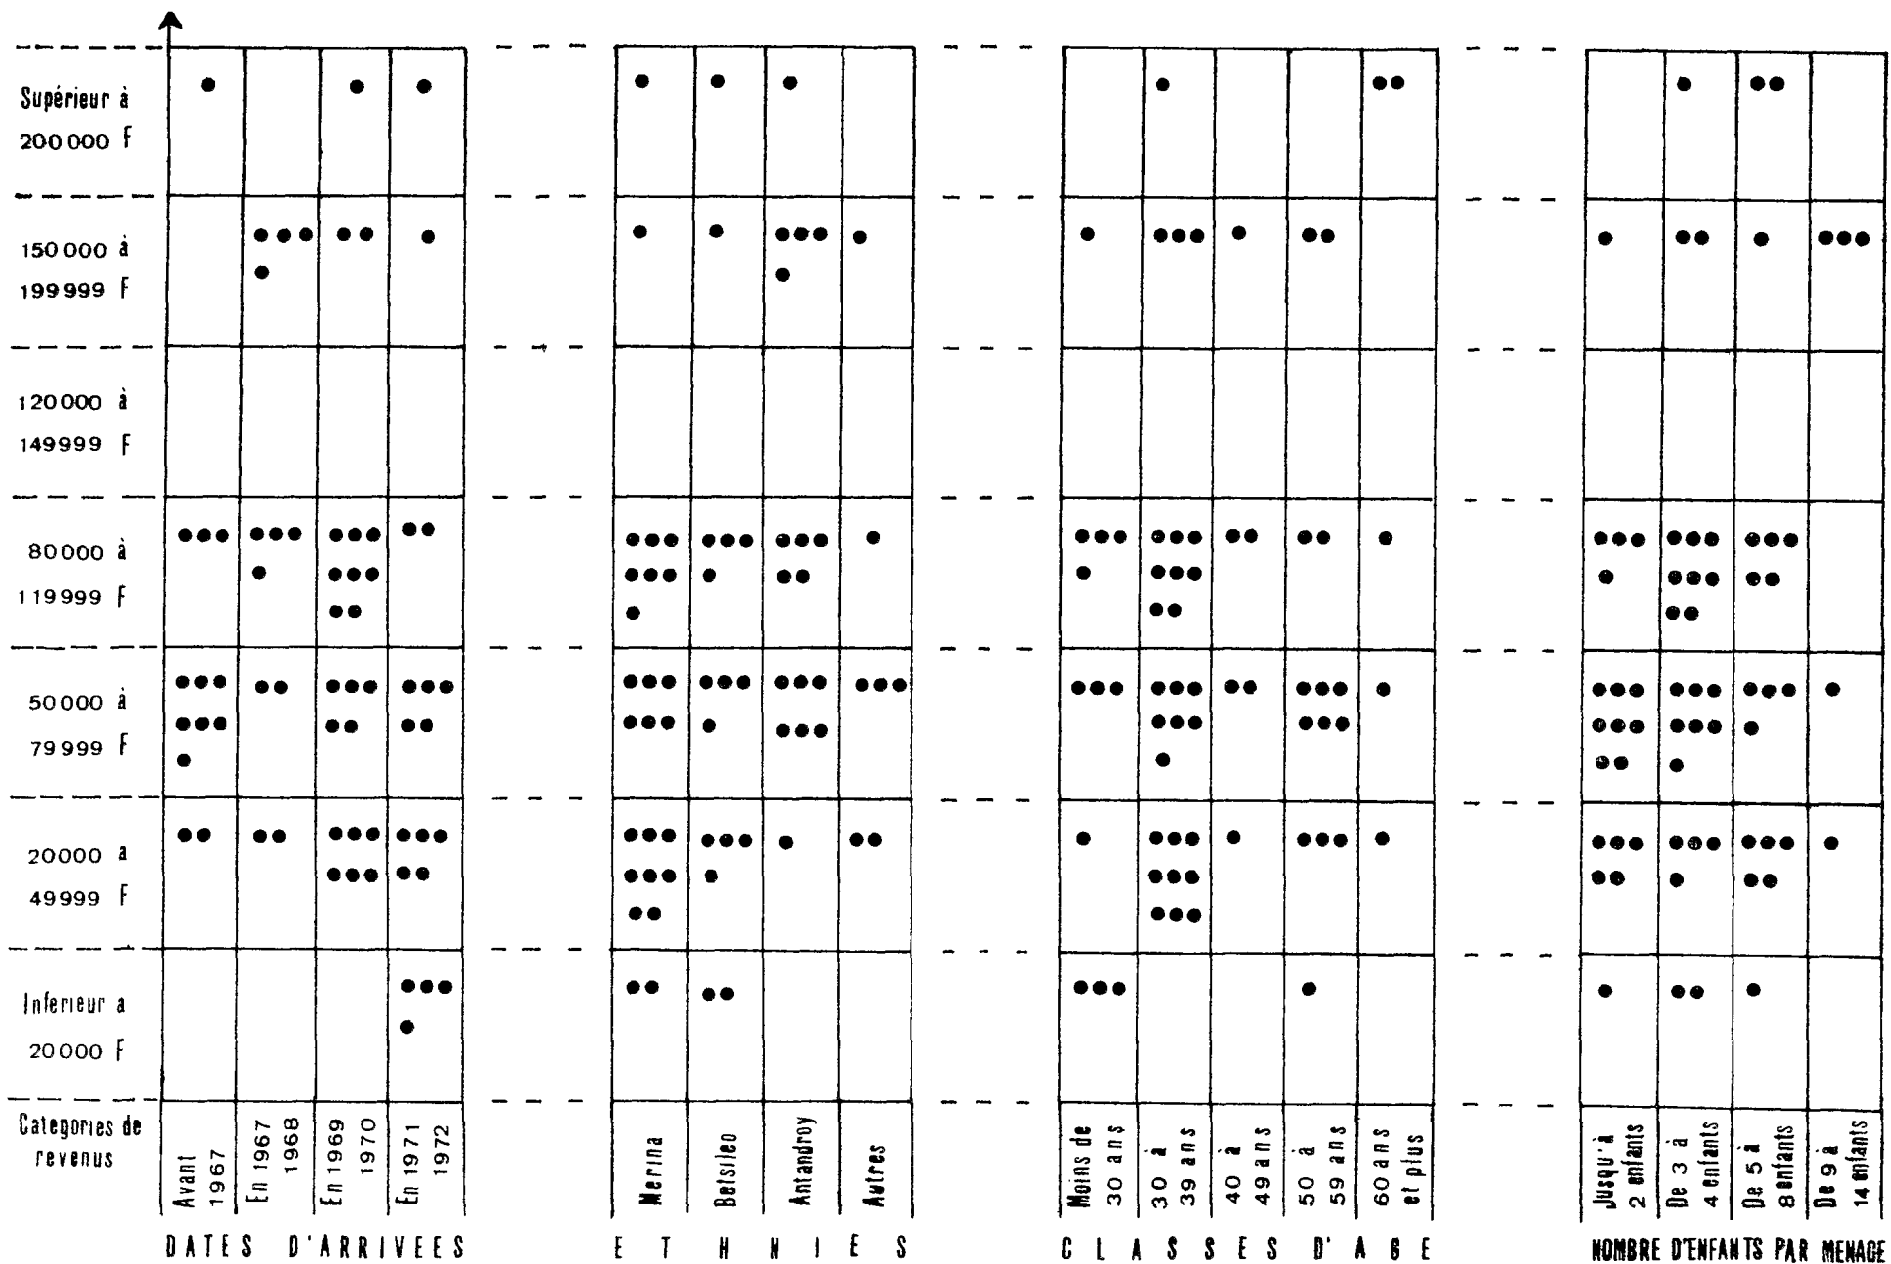 Supérieur à
200000 F
150000 à
199999 F
120000 à
149999 F
80000 à
119999 F
50000 à
79999 F
20000 a
49999 F
Inferieur a
20000 F
Categories de
revenus
Avant
1967
En 1967
1968
En 1969
1970
En 1971
1972
DATES D'ARRIVEES
Merina
Betsileo
Antandroy
Autres
ETHNIES
Moins de
30 ans
30 à
39 ans
40 à
49 ans
50 à
59 ans
60 ans
et plus
CLASSES D'AGE
Jusqu'à
2 enfants
De 3 à
4 enfants
De 5 à
8 enfants
De 9 à
14 enfants
NOMBRE D'ENFANTS PAR MENAGE